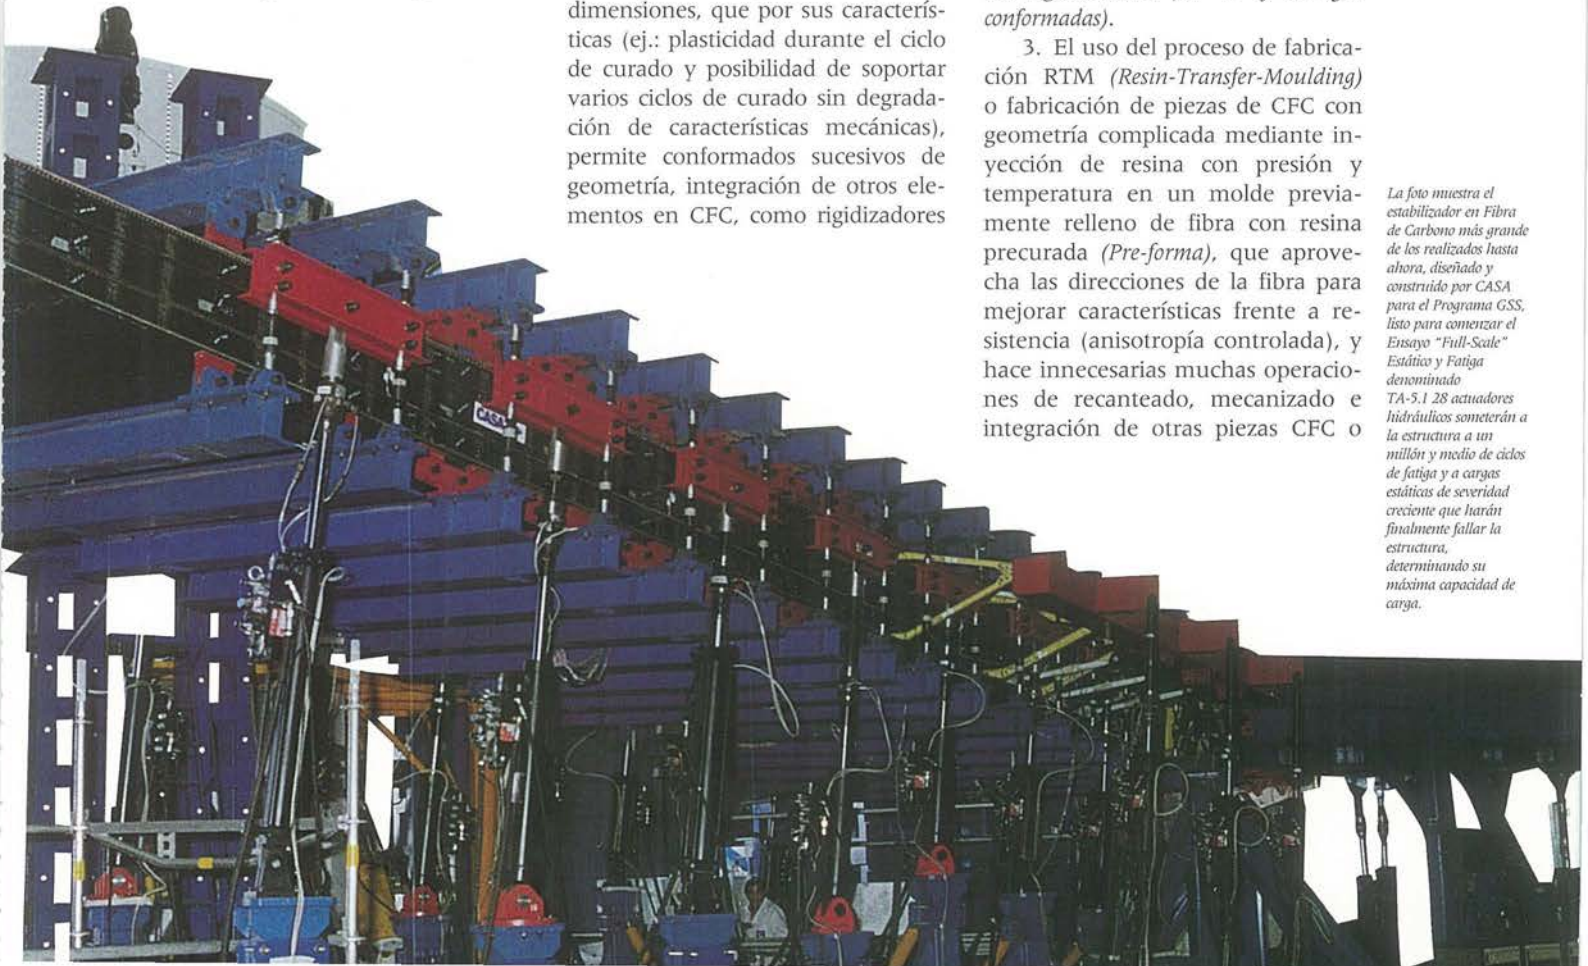 dimensiones, que por sus caracterís-
ticas (ej.: plasticidad durante el ciclo
de curado y posibilidad de soportar
varios ciclos de curado sin degrada-
ción de características mecánicas),
permite conformados sucesivos de
geometría, integración de otros ele-
mentos en CFC, como rigidizadores
conformadas).
3. El uso del proceso de fabrica-
ción RTM (Resin-Transfer-Moulding)
o fabricación de piezas de CFC con
geometría complicada mediante in-
yección de resina con presión y
temperatura en un molde previa-
mente relleno de fibra con resina
precurada (Pre-forma), que aprove-
cha las direcciones de la fibra para
mejorar características frente a re-
sistencia (anisotropía controlada), y
hace innecesarias muchas operacio-
nes de recanteado, mecanizado e
integración de otras piezas CFC o
La foto muestra el
estabilizador en Fibra
de Carbono más grande
de los realizados hasta
ahora, diseñado y
construido por CASA
para el Programa GSS,
listo para comenzar el
Ensayo "Full-Scale"
Estático y Fatiga
denominado
TA-5.1 28 actuadores
hidráulicos someterán a
la estructura a un
millón y medio de ciclos
de fatiga y a cargas
estáticas de severidad
creciente que harán
finalmente fallar la
estructura,
determinando su
máxima capacidad de
carga.
CASA